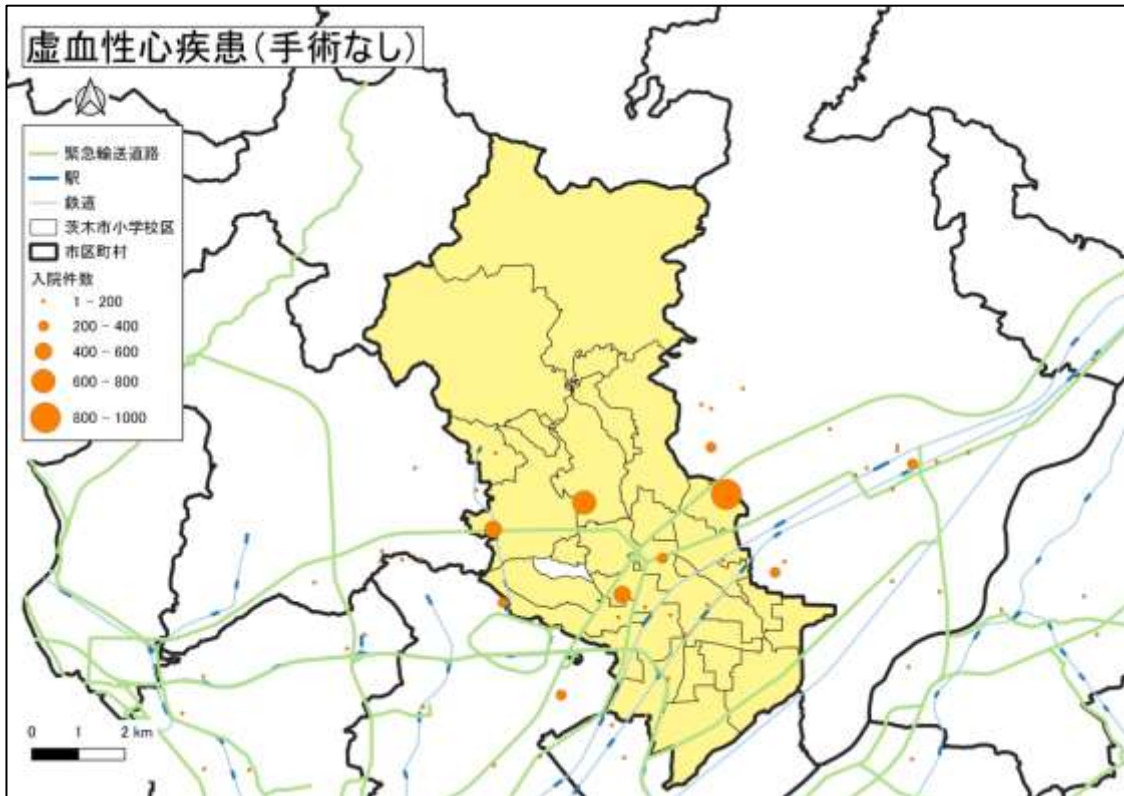 虚血性心疾患(手術なし)
緊急輸送道路
駅
鉄道
茨木市小学校区
市区町村
入院件数
1 - 200
200 - 400
400 - 600
600 - 800
800 - 1000
0 1 2 km